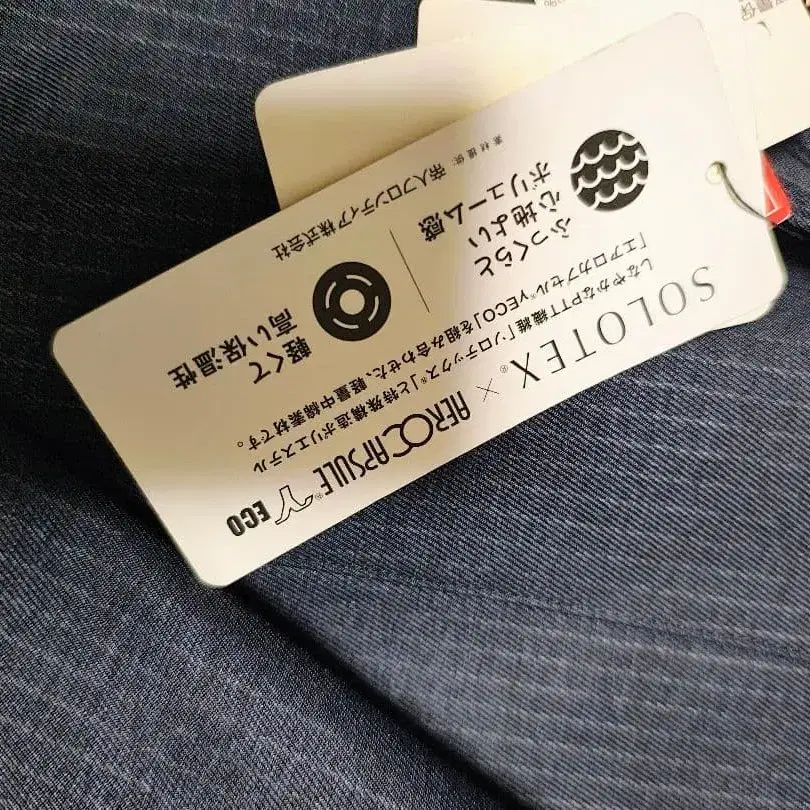 SOLOTEX® × AEROCAPSULE® γ ECO
しなやかなPTT繊維「ソロテックス®」と特殊構造ポリエステル
「エアロカプセル®γECO」を組み合わせた、軽量中綿素材です。
ふっくらと
心地よい
ボリューム感
軽くて
高い保温性
素材提供 帝人フロンティア株式会社